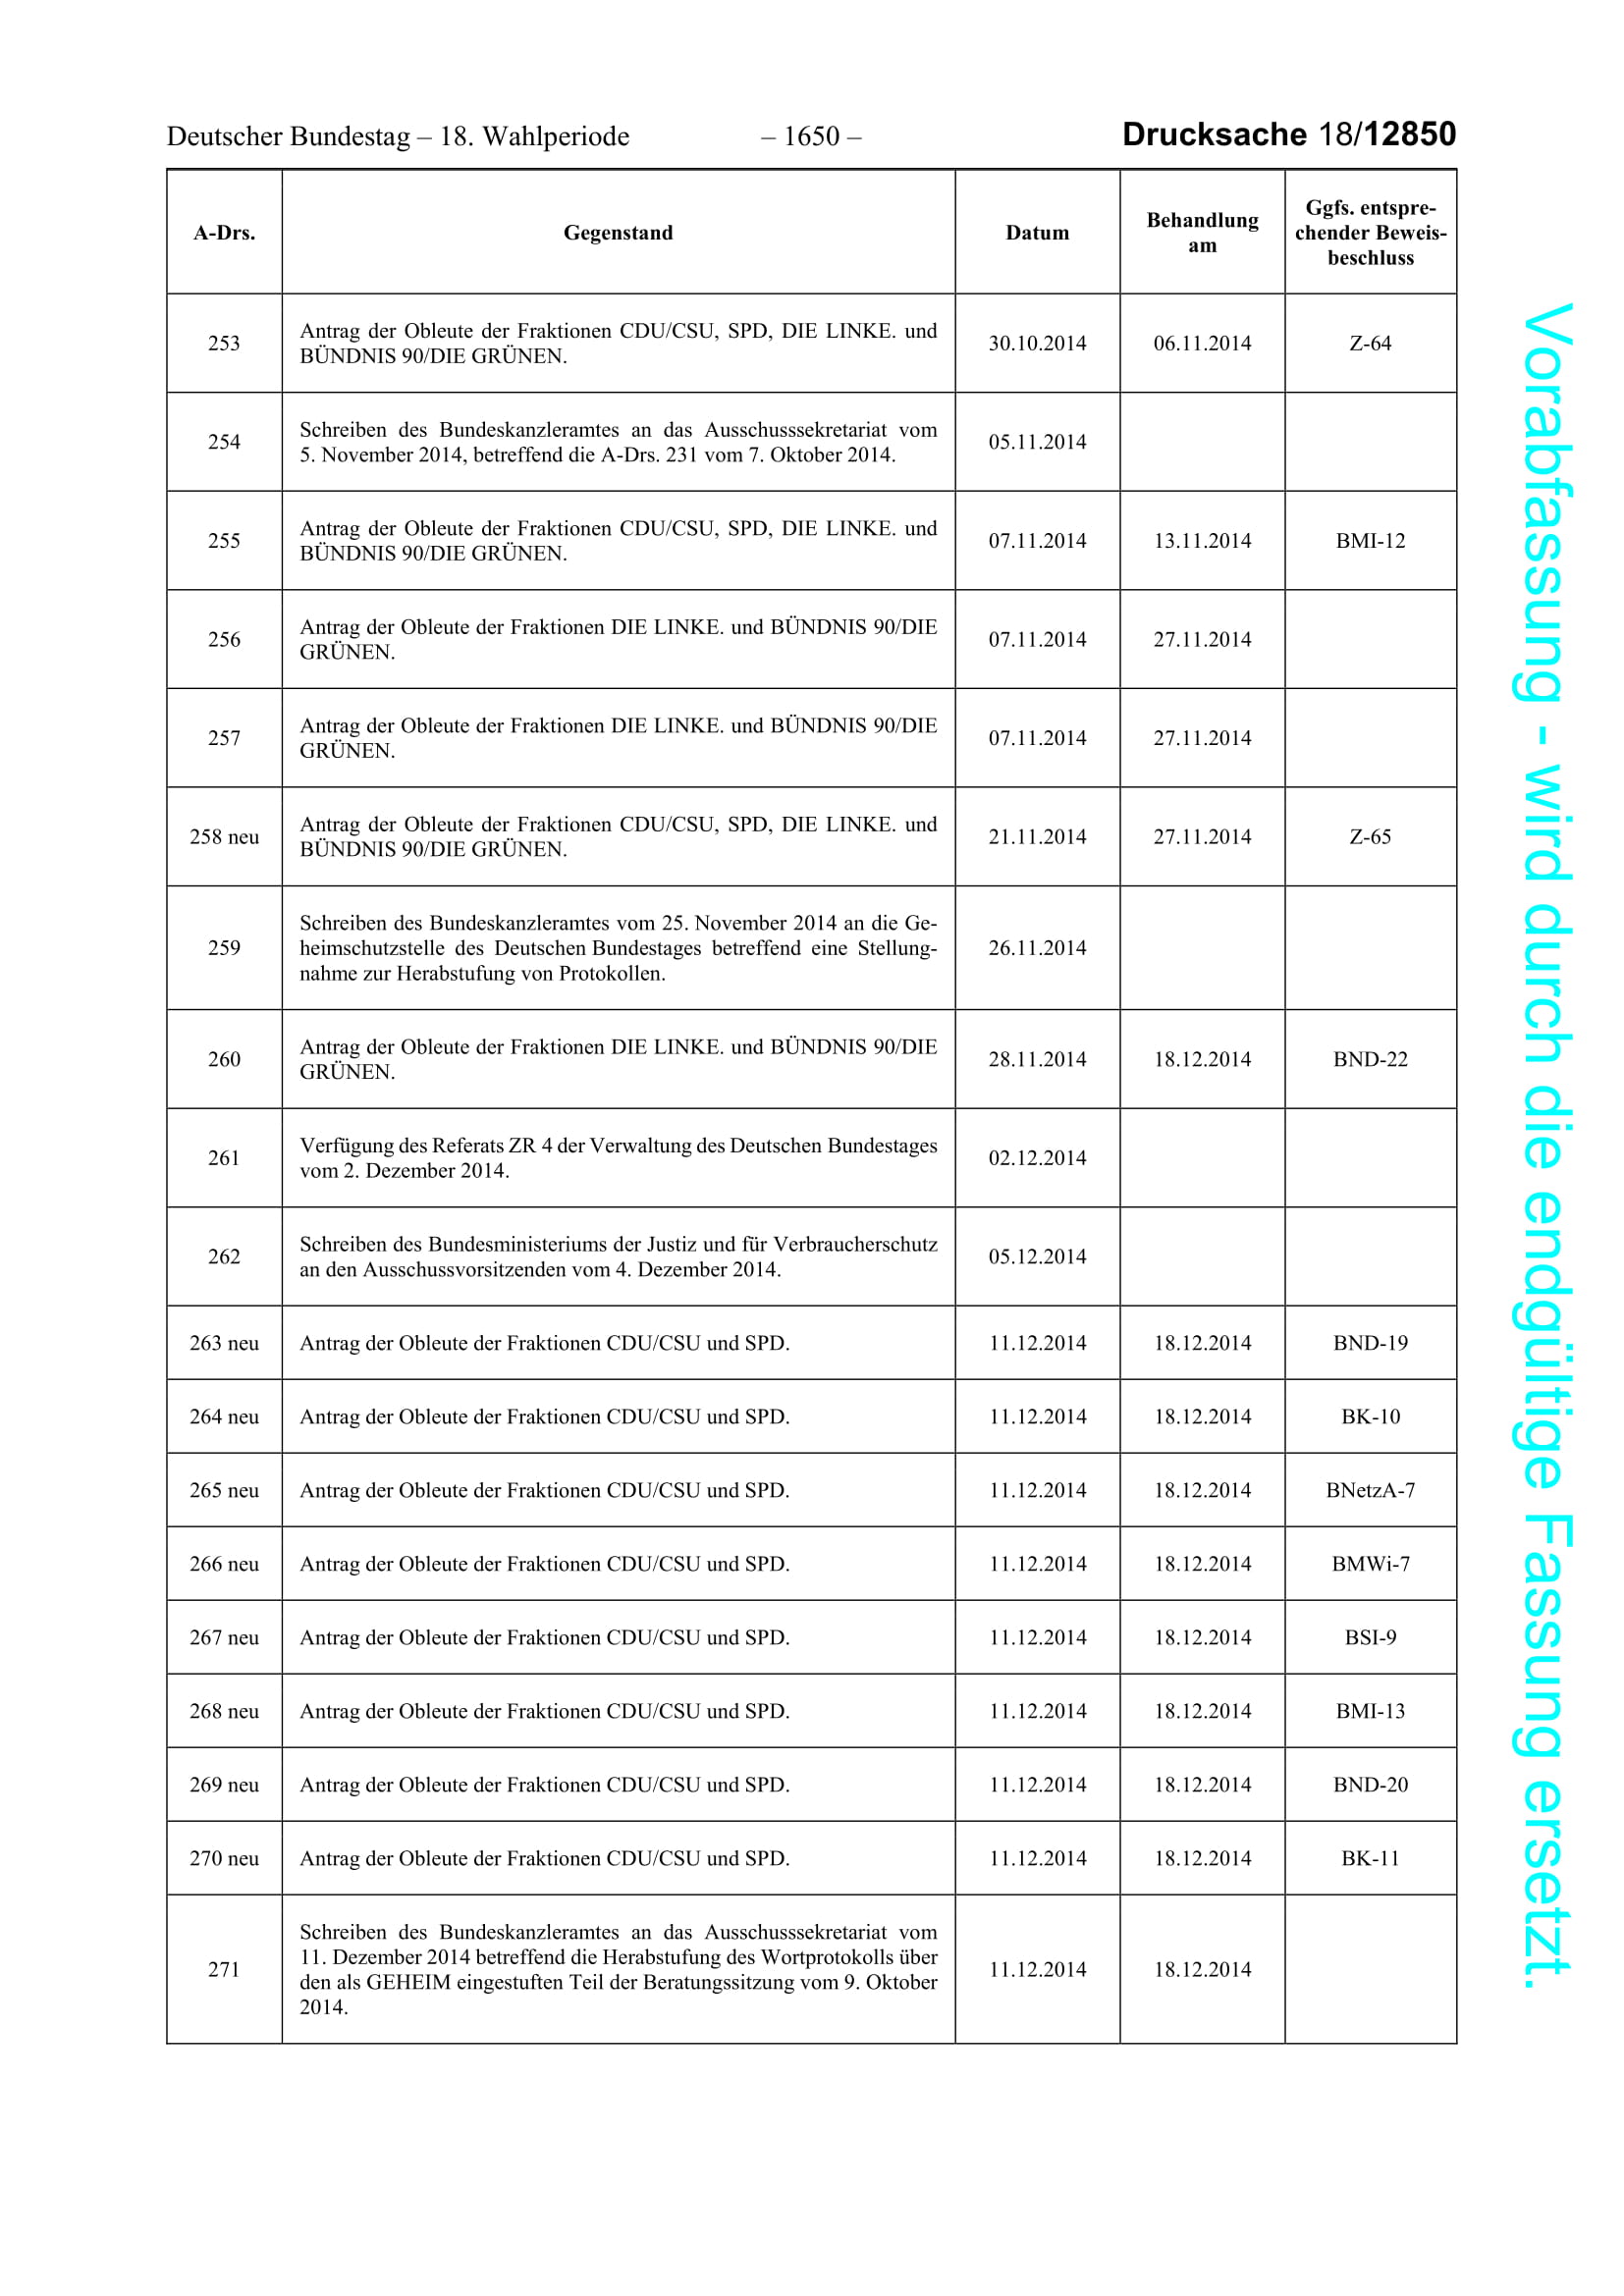 Deutscher Bundestag – 18. Wahlperiode – 1650 – Drucksache 18/12850
A-Drs. Gegenstand Datum Behandlung am Ggfs. entspre-
chender Beweis-
beschluss
253 Antrag der Obleute der Fraktionen CDU/CSU, SPD, DIE LINKE. und
BÜNDNIS 90/DIE GRÜNEN. 30.10.2014 06.11.2014 Z-64
254 Schreiben des Bundeskanzleramtes an das Ausschusssekretariat vom
5. November 2014, betreffend die A-Drs. 231 vom 7. Oktober 2014. 05.11.2014
255 Antrag der Obleute der Fraktionen CDU/CSU, SPD, DIE LINKE. und
BÜNDNIS 90/DIE GRÜNEN. 07.11.2014 13.11.2014 BMI-12
256 Antrag der Obleute der Fraktionen DIE LINKE. und BÜNDNIS 90/DIE
GRÜNEN. 07.11.2014 27.11.2014
257 Antrag der Obleute der Fraktionen DIE LINKE. und BÜNDNIS 90/DIE
GRÜNEN. 07.11.2014 27.11.2014
258 neu Antrag der Obleute der Fraktionen CDU/CSU, SPD, DIE LINKE. und
BÜNDNIS 90/DIE GRÜNEN. 21.11.2014 27.11.2014 Z-65
259 Schreiben des Bundeskanzleramtes vom 25. November 2014 an die Ge-
heimschutzstelle des Deutschen Bundestages betreffend eine Stellung-
nahme zur Herabstufung von Protokollen. 26.11.2014
260 Antrag der Obleute der Fraktionen DIE LINKE. und BÜNDNIS 90/DIE
GRÜNEN. 28.11.2014 18.12.2014 BND-22
261 Verfügung des Referats ZR 4 der Verwaltung des Deutschen Bundestages
vom 2. Dezember 2014. 02.12.2014
262 Schreiben des Bundesministeriums der Justiz und für Verbraucherschutz
an den Ausschussvorsitzenden vom 4. Dezember 2014. 05.12.2014
263 neu Antrag der Obleute der Fraktionen CDU/CSU und SPD. 11.12.2014 18.12.2014 BND-19
264 neu Antrag der Obleute der Fraktionen CDU/CSU und SPD. 11.12.2014 18.12.2014 BK-10
265 neu Antrag der Obleute der Fraktionen CDU/CSU und SPD. 11.12.2014 18.12.2014 BNetzA-7
266 neu Antrag der Obleute der Fraktionen CDU/CSU und SPD. 11.12.2014 18.12.2014 BMWi-7
267 neu Antrag der Obleute der Fraktionen CDU/CSU und SPD. 11.12.2014 18.12.2014 BSI-9
268 neu Antrag der Obleute der Fraktionen CDU/CSU und SPD. 11.12.2014 18.12.2014 BMI-13
269 neu Antrag der Obleute der Fraktionen CDU/CSU und SPD. 11.12.2014 18.12.2014 BND-20
270 neu Antrag der Obleute der Fraktionen CDU/CSU und SPD. 11.12.2014 18.12.2014 BK-11
271 Schreiben des Bundeskanzleramtes an das Ausschusssekretariat vom
11. Dezember 2014 betreffend die Herabstufung des Wortprotokolls über
den als GEHEIM eingestuften Teil der Beratungssitzung vom 9. Oktober
2014. 11.12.2014 18.12.2014
Vorabfassung - wird durch die endgültige Fassung ersetzt.